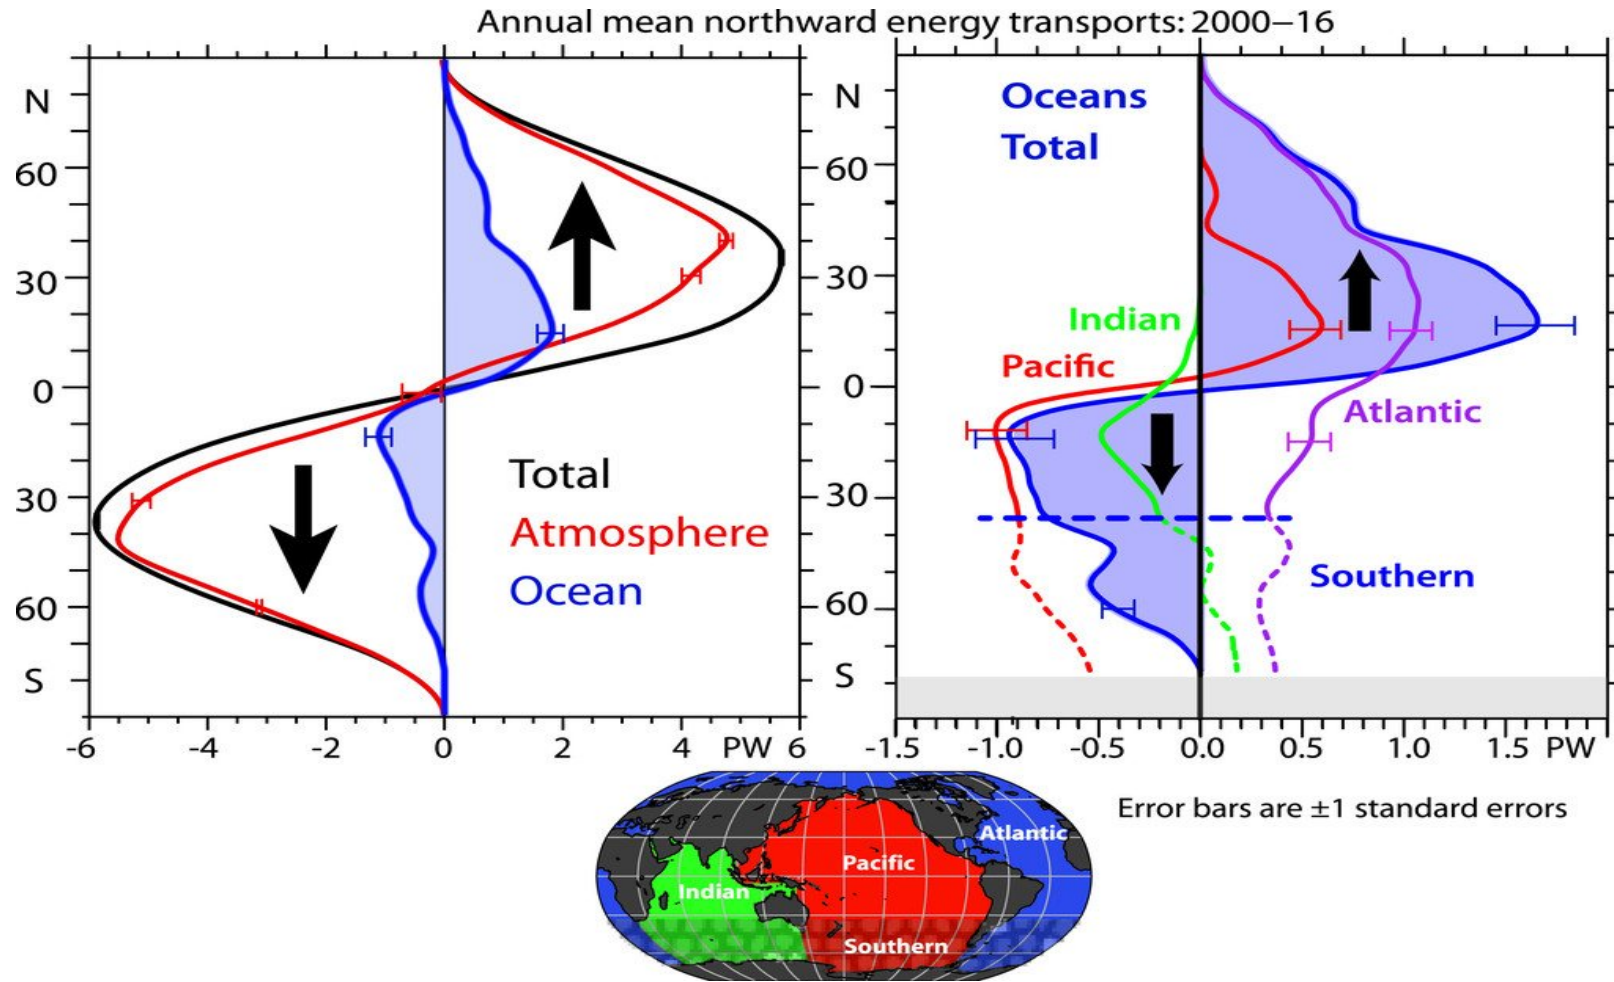 Annual mean northward energy transports: 2000–16
N
60
30
0
30
60
S
Total
Atmosphere
Ocean
-6 -4 -2 0 2 4 PW 6
N
60
30
0
30
60
S
Oceans
Total
Indian
Pacific
Atlantic
Southern
-1.5 -1.0 -0.5 0.0 0.5 1.0 1.5 PW
Error bars are ±1 standard errors
Atlantic
Pacific
Indian
Southern